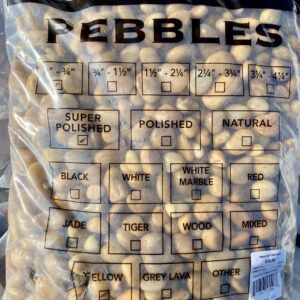 PEBBLES
¾" - 1½" 1½" - 2¼" 2¼" - 3¼" 3¼" - 4¼"
SUPER POLISHED POLISHED NATURAL
BLACK WHITE WHITE MARBLE RED
JADE TIGER WOOD MIXED
YELLOW GREY LAVA OTHER